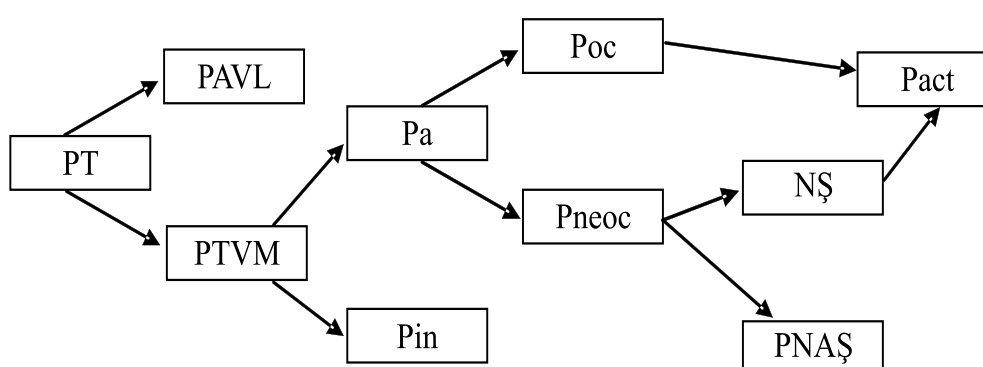 PT
PAVL
PTVM
Pa
Pin
Poc
Pneoc
NŞ
PNAŞ
Pact